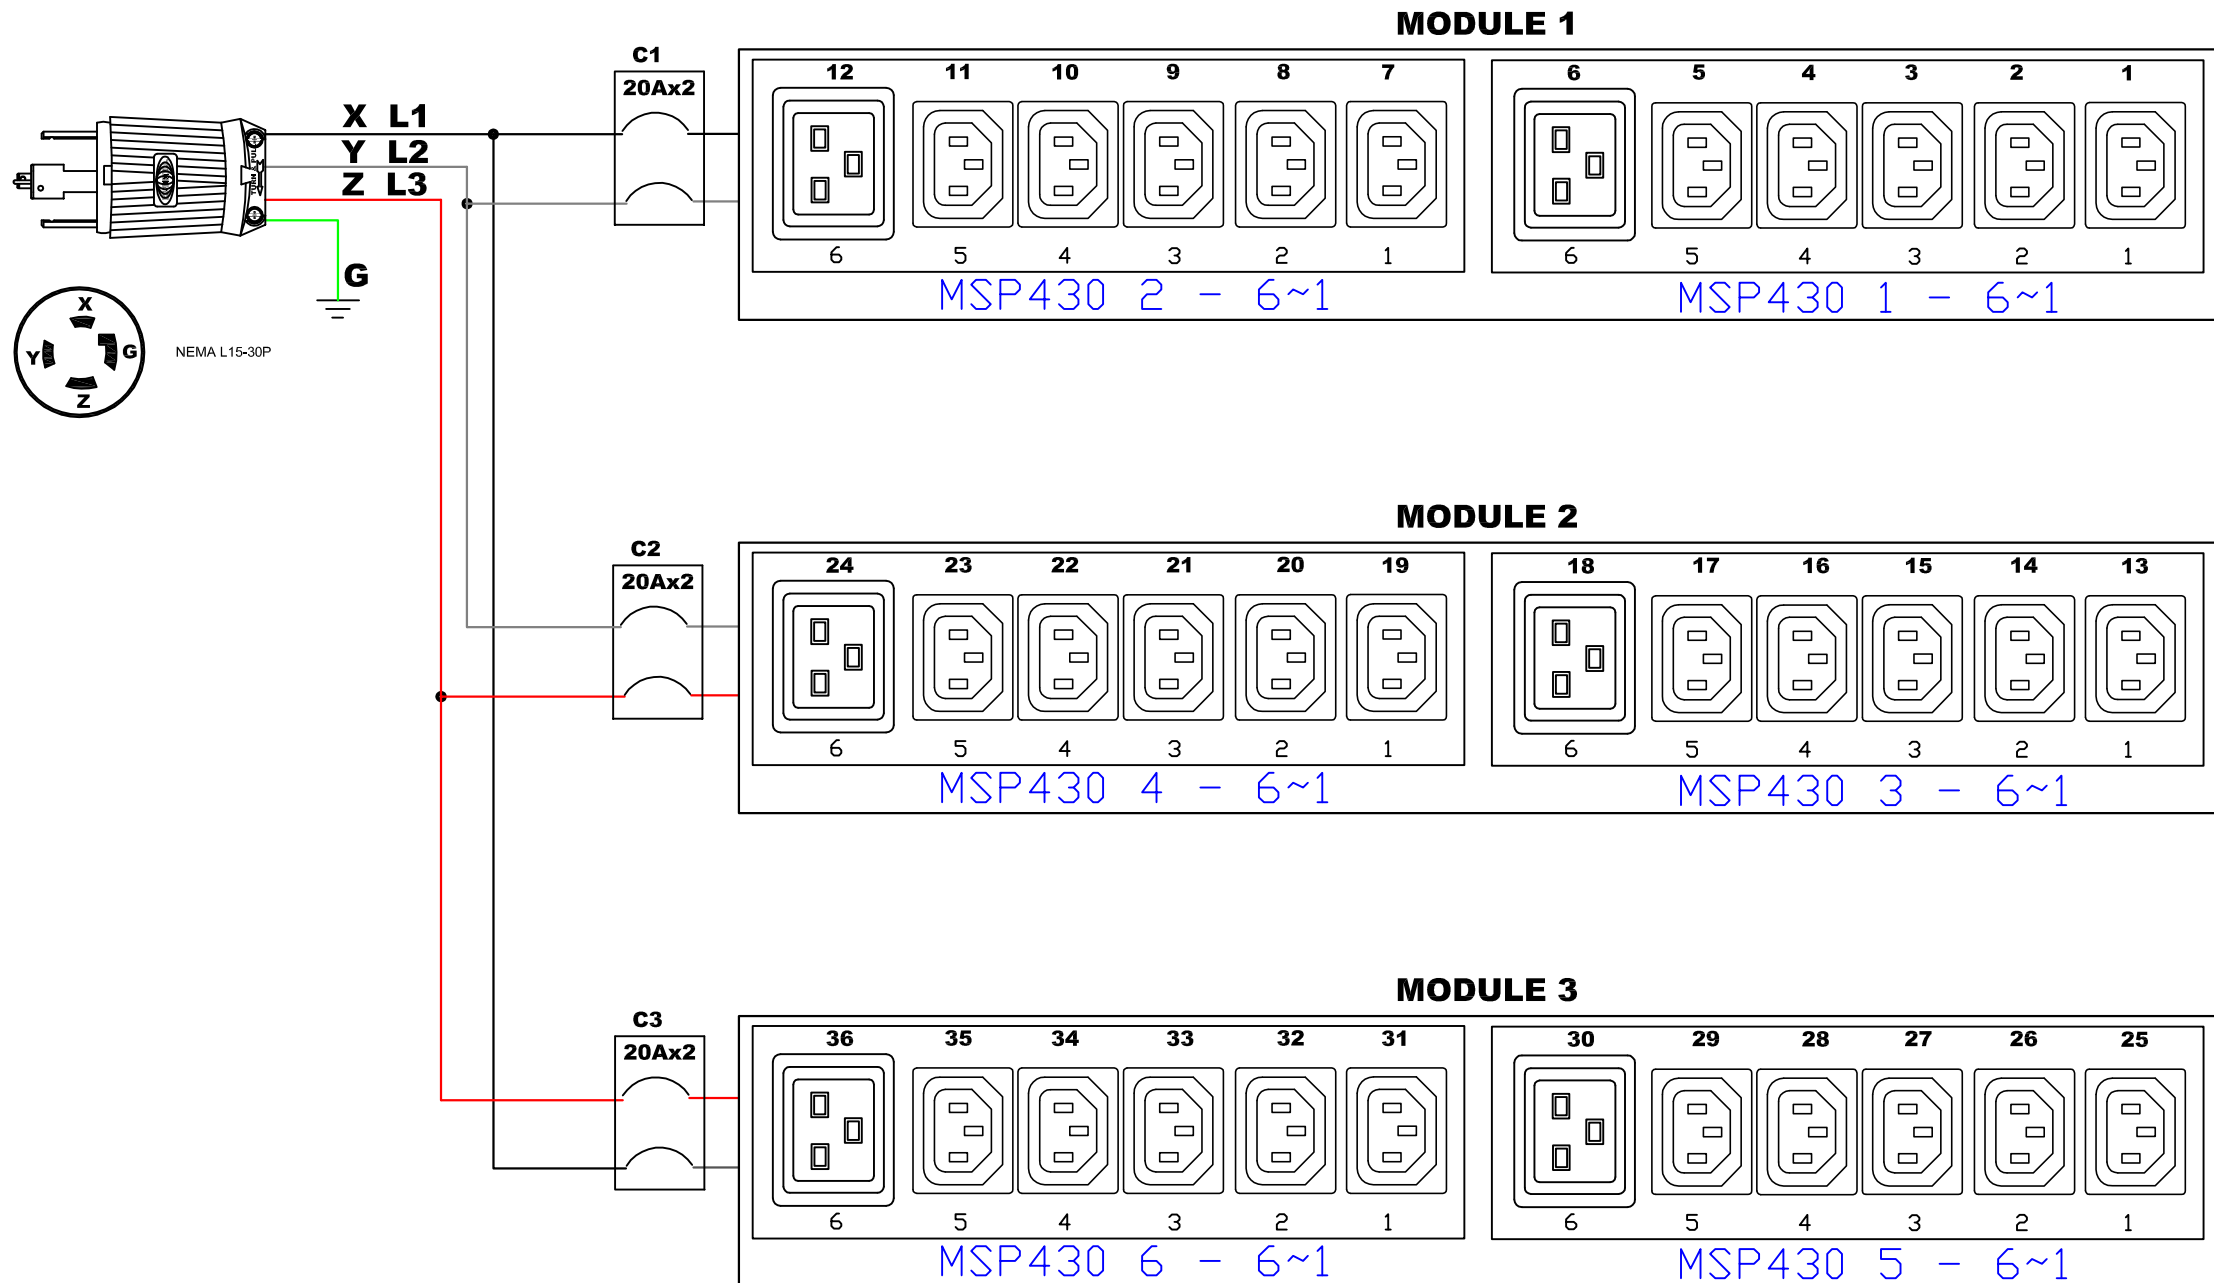 MODULE 1
C1
20Ax2
12 11 10 9 8 7 6 5 4 3 2 1
X L1
Y L2
Z L3
G
6 5 4 3 2 1 6 5 4 3 2 1
MSP430 2 - 6~1 MSP430 1 - 6~1
X
Y
G
Z
NEMA L15-30P
MODULE 2
C2
20Ax2
24 23 22 21 20 19 18 17 16 15 14 13
6 5 4 3 2 1 6 5 4 3 2 1
MSP430 4 - 6~1 MSP430 3 - 6~1
MODULE 3
C3
20Ax2
36 35 34 33 32 31 30 29 28 27 26 25
6 5 4 3 2 1 6 5 4 3 2 1
MSP430 6 - 6~1 MSP430 5 - 6~1